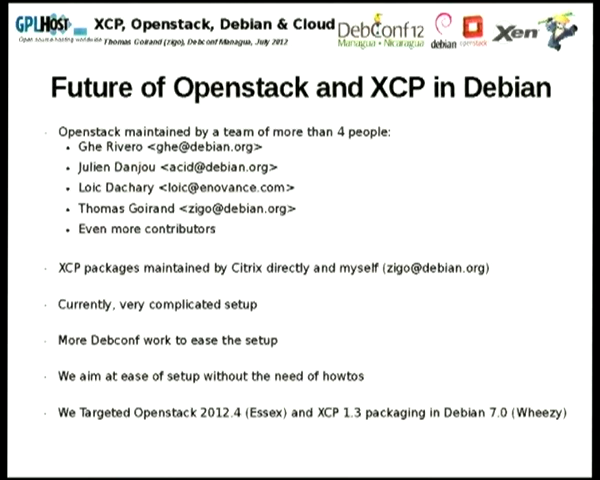 GPLHOST
Open source hosting worldwide
XCP, Openstack, Debian & Cloud
Thomas Goirand (zigo), Debconf Managua, July 2012
DebConf12
Managua • Nicaragua
debian
openstack
Xen
Future of Openstack and XCP in Debian
Openstack maintained by a team of more than 4 people:
• Ghe Rivero <ghe@debian.org>
• Julien Danjou <acid@debian.org>
• Loic Dachary <loic@enovance.com>
• Thomas Goirand <zigo@debian.org>
• Even more contributors
XCP packages maintained by Citrix directly and myself (zigo@debian.org)
Currently, very complicated setup
More Debconf work to ease the setup
We aim at ease of setup without the need of howtos
We Targeted Openstack 2012.4 (Essex) and XCP 1.3 packaging in Debian 7.0 (Wheezy)